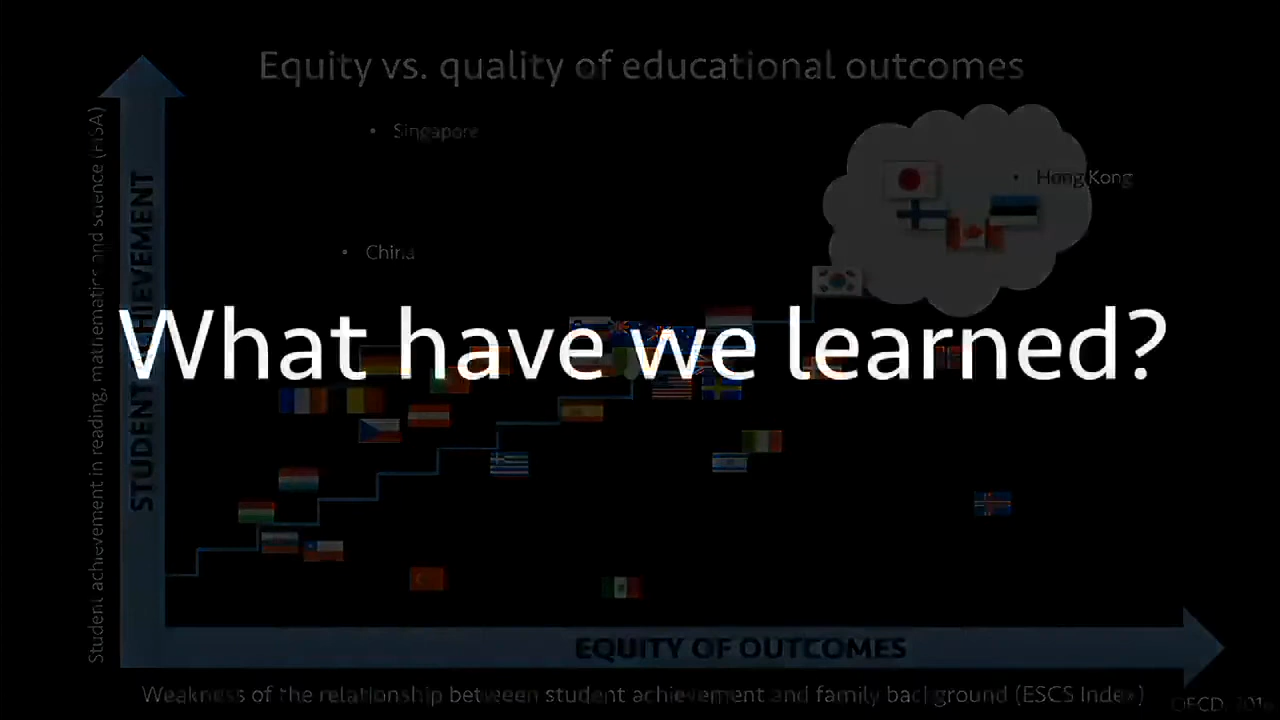 Equity vs. quality of educational outcomes
Singapore
Hong Kong
China
What have we learned?
STUDENT ACHIEVEMENT
Student achievement in reading, mathematics and science (PISA)
EQUITY OF OUTCOMES
Weakness of the relationship between student achievement and family background (ESCS Index)
OECD, 2016